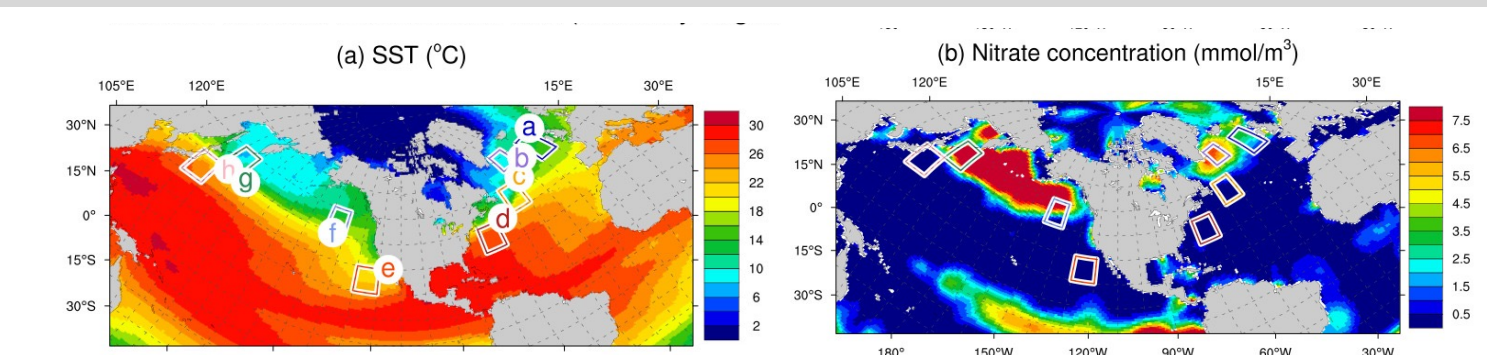 (a) SST (°C)
105°E 120°E 15°E 30°E
30°N
15°N
0°
15°S
30°S
a
b
c
d
e
f
g
h
30
26
22
18
14
10
6
2
(b) Nitrate concentration (mmol/m³)
105°E 120°E 15°E 30°E
30°N
15°N
0°
15°S
30°S
180° 150°W 120°W 90°W 60°W 30°W
7.5
6.5
5.5
4.5
3.5
2.5
1.5
0.5